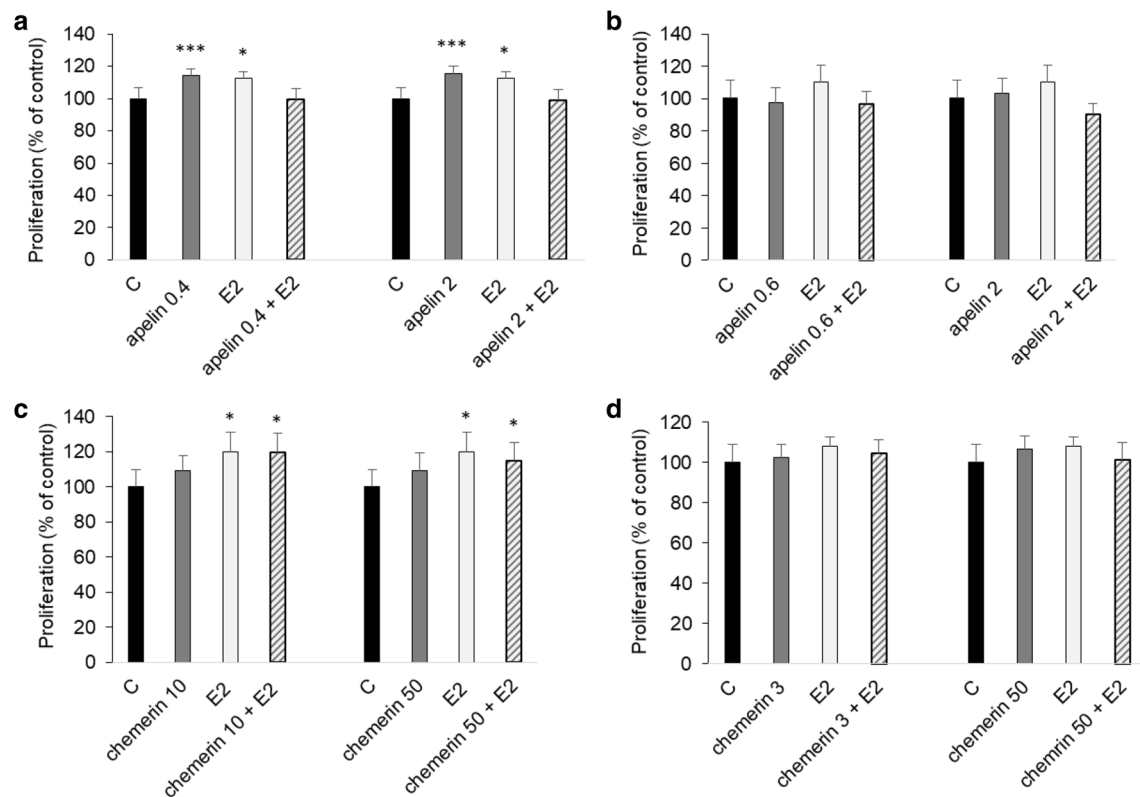 a
Proliferation (% of control)
140
120
100
80
60
40
20
0
***
*
***
*
C
apelin 0.4
E2
apelin 0.4 + E2
C
apelin 2
E2
apelin 2 + E2
b
Proliferation (% of control)
140
120
100
80
60
40
20
0
C
apelin 0.6
E2
apelin 0.6 + E2
C
apelin 2
E2
apelin 2 + E2
c
Proliferation (% of control)
140
120
100
80
60
40
20
0
*
*
*
*
C
chemerin 10
E2
chemerin 10 + E2
C
chemerin 50
E2
chemerin 50 + E2
d
Proliferation (% of control)
120
100
80
60
40
20
0
C
chemerin 3
E2
chemerin 3 + E2
C
chemerin 50
E2
chemrin 50 + E2